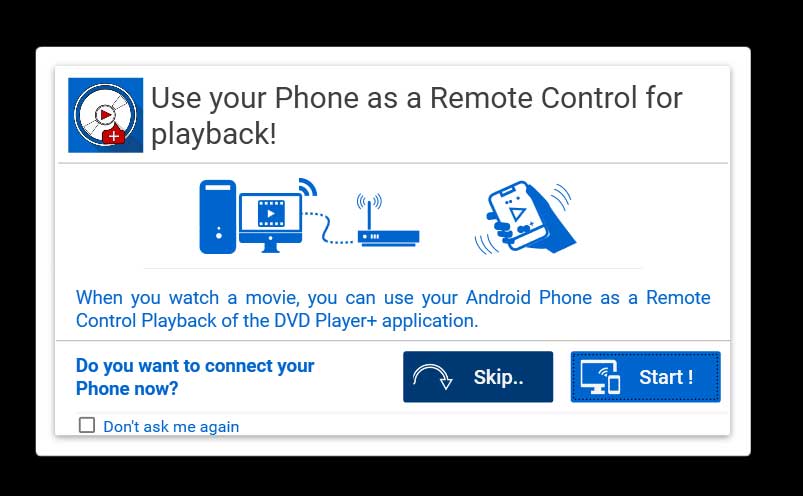 Use your Phone as a Remote Control for
playback!
When you watch a movie, you can use your Android Phone as a Remote
Control Playback of the DVD Player+ application.
Do you want to connect your
Phone now?
Skip..
Start !
Don't ask me again